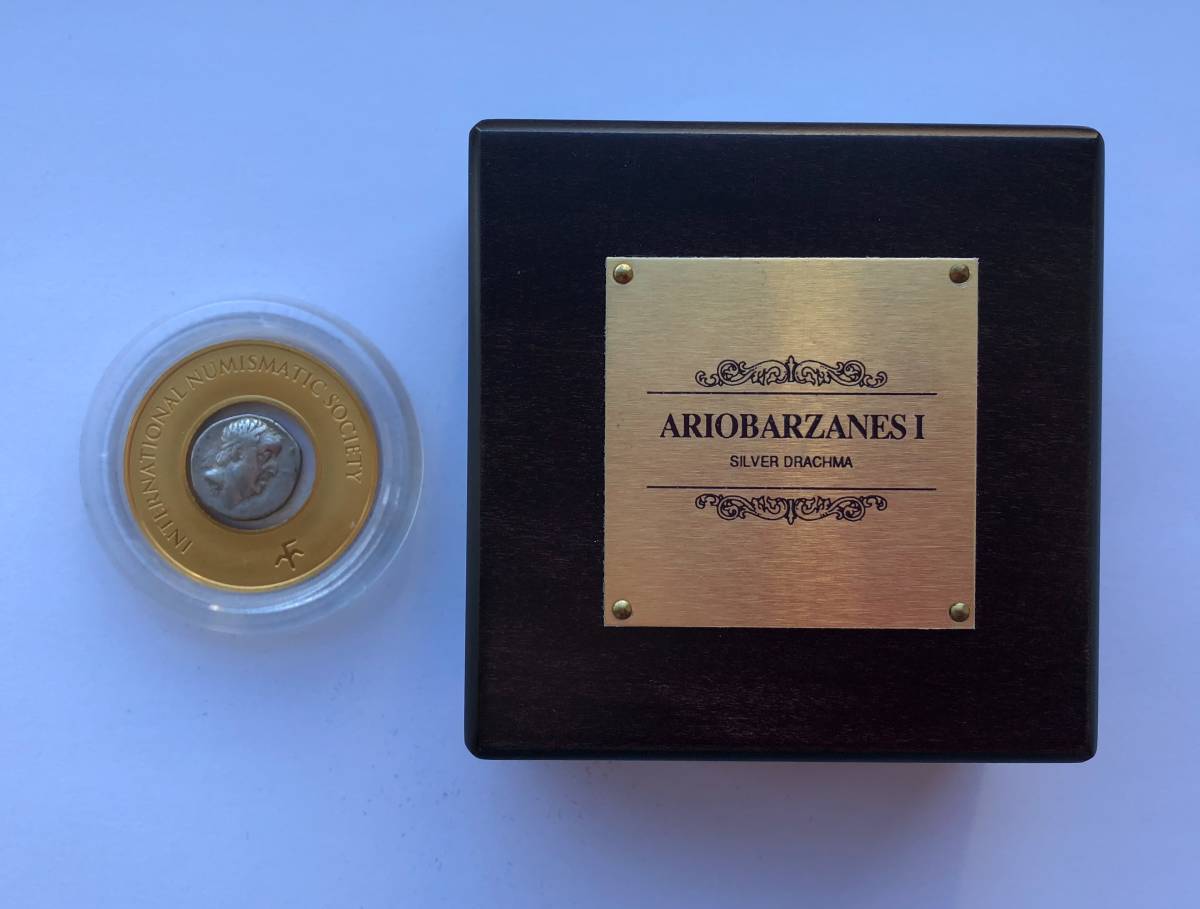 INTERNATIONAL NUMISMATIC SOCIETY
ARIOBARZANES I
SILVER DRACHMA